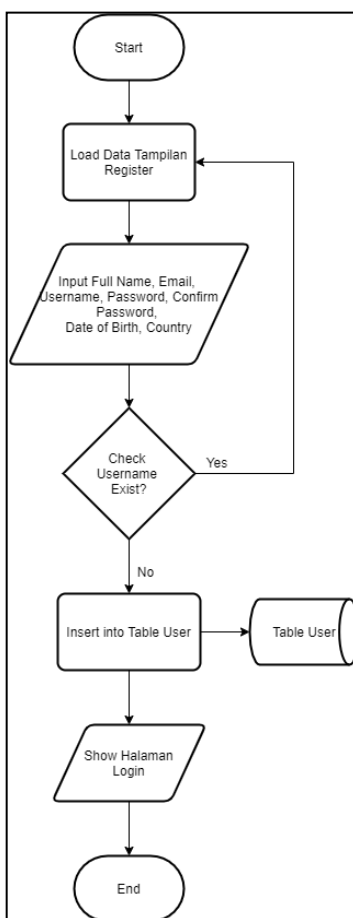 Start
Load Data Tampilan
Register
Input Full Name, Email,
Username, Password, Confirm
Password,
Date of Birth, Country
Check
Username
Exist?
Yes
No
Insert into Table User
Table User
Show Halaman
Login
End